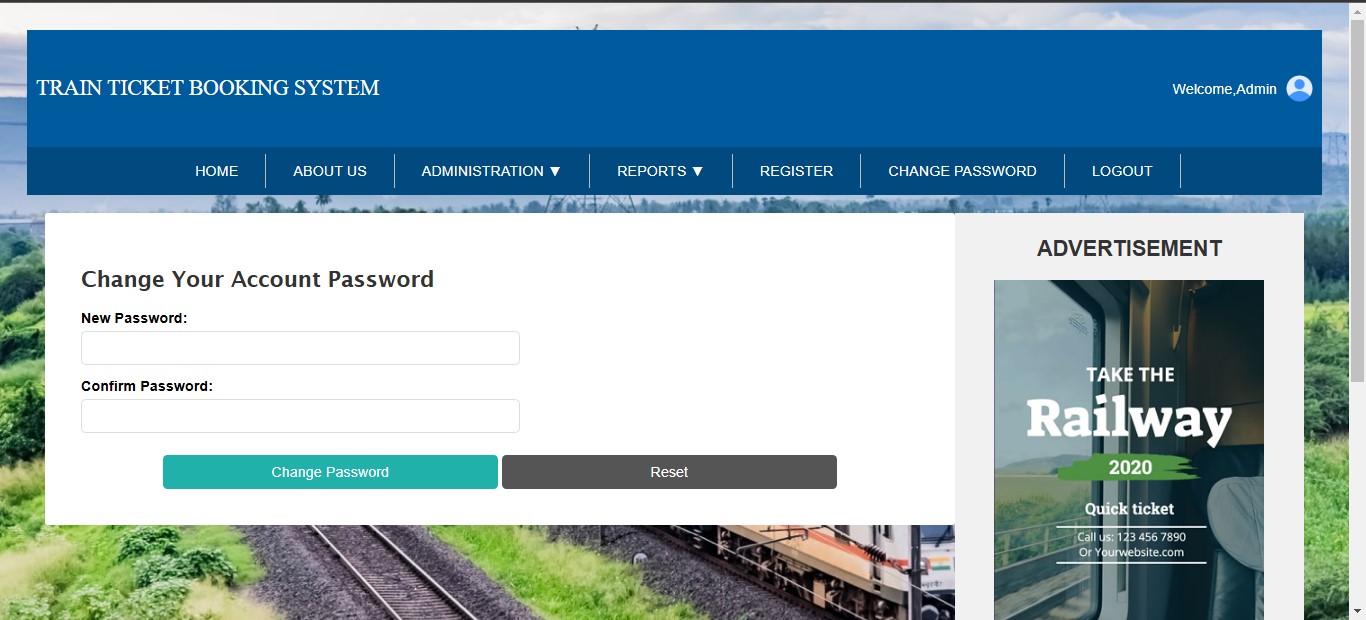 TRAIN TICKET BOOKING SYSTEM
Welcome,Admin
HOME
ABOUT US
ADMINISTRATION ▼
REPORTS ▼
REGISTER
CHANGE PASSWORD
LOGOUT
Change Your Account Password
New Password:
Confirm Password:
Change Password
Reset
ADVERTISEMENT
TAKE THE
Railway
2020
Quick ticket
Call us: 123 456 7890
Or Yourwebsite.com